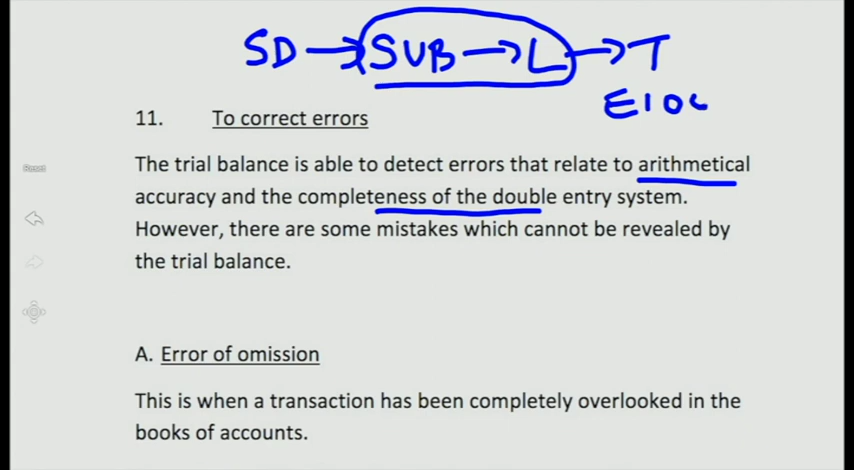 SD → SUB → L → T
E10c
11. To correct errors
The trial balance is able to detect errors that relate to arithmetical
accuracy and the completeness of the double entry system.
However, there are some mistakes which cannot be revealed by
the trial balance.
Reset
A. Error of omission
This is when a transaction has been completely overlooked in the
books of accounts.